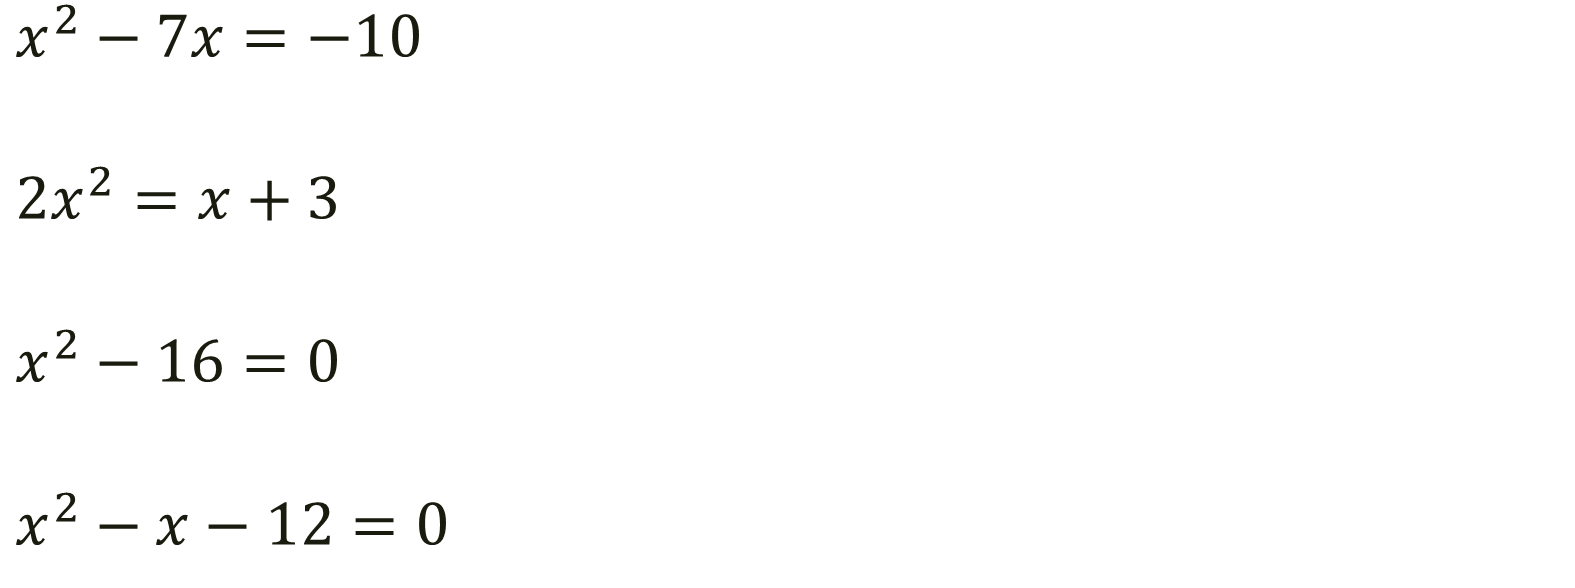 x² − 7x = −10
2x² = x + 3
x² − 16 = 0
x² − x − 12 = 0